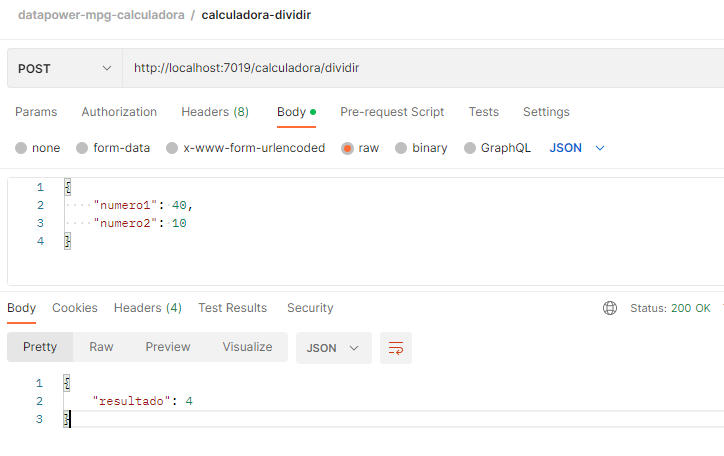 datapower-mpg-calculadora / calculadora-dividir
POST http://localhost:7019/calculadora/dividir
Params Authorization Headers (8) Body Pre-request Script Tests Settings
none form-data x-www-form-urlencoded raw binary GraphQL JSON
1 {
2 "numero1": 40,
3 "numero2": 10
4 }
Body Cookies Headers (4) Test Results Security Status: 200 OK
Pretty Raw Preview Visualize JSON
1 {
2 "resultado": 4
3 }